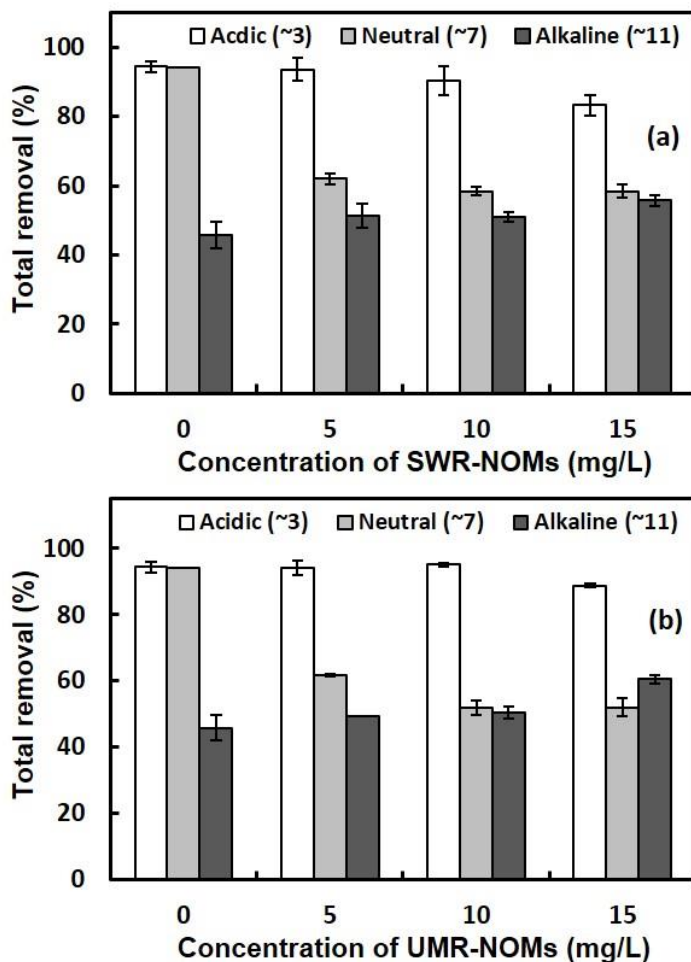 Acdic (~3) Neutral (~7) Alkaline (~11)
100
80
60
40
20
0
Total removal (%)
(a)
0 5 10 15
Concentration of SWR-NOMs (mg/L)
Acidic (~3) Neutral (~7) Alkaline (~11)
100
80
60
40
20
0
Total removal (%)
(b)
0 5 10 15
Concentration of UMR-NOMs (mg/L)